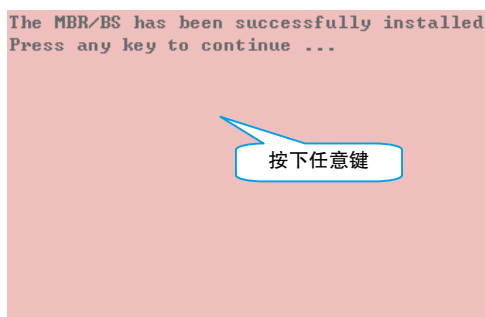 The MBR/BS has been successfully installed
Press any key to continue ...
按下任意键